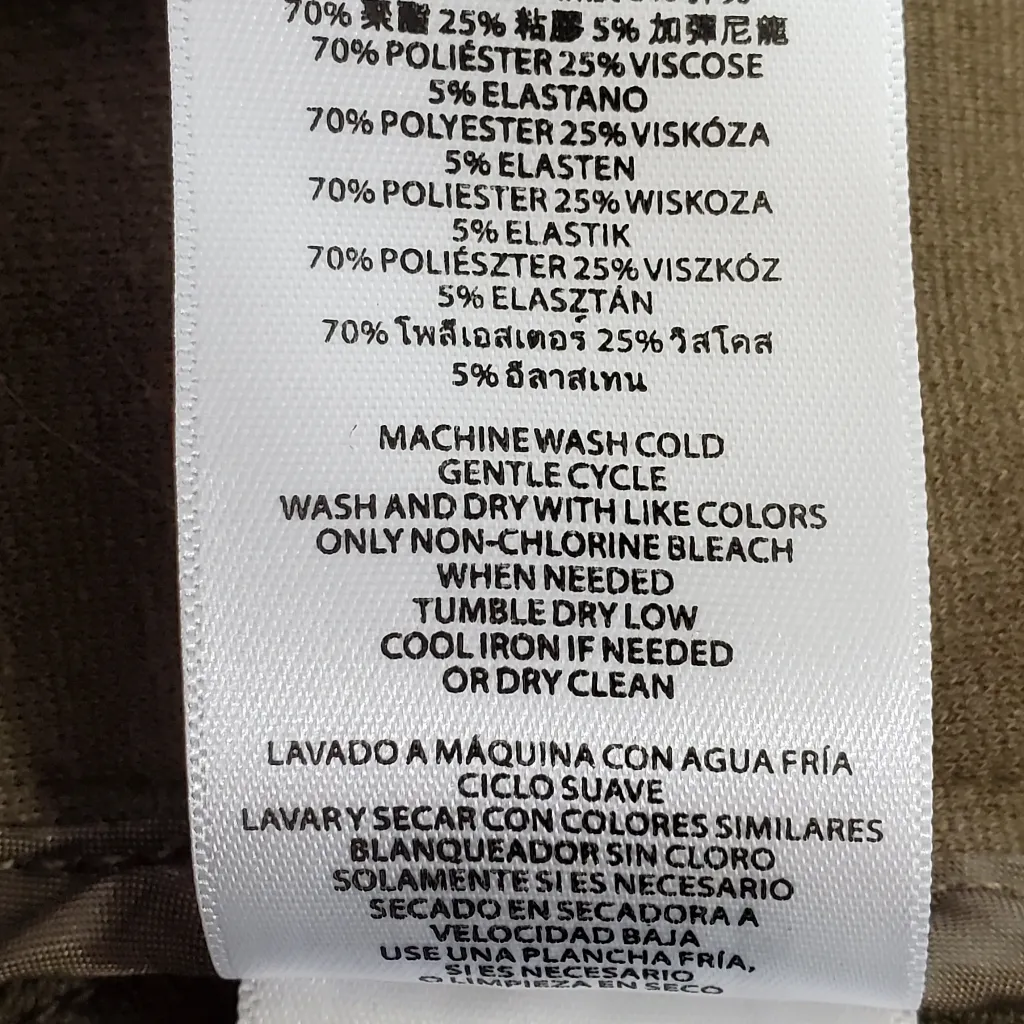 70% 聚酯 25% 粘膠 5% 加彈尼龍
70% POLIÉSTER 25% VISCOSE
5% ELASTANO
70% POLYESTER 25% VISKÓZA
5% ELASTEN
70% POLIESTER 25% WISKOZA
5% ELASTIK
70% POLIÉSZTER 25% VISZKÓZ
5% ELASZTÁN
70% โพลีเอสเตอร์ 25% วิสโคส
5% อีลาสเทน
MACHINE WASH COLD
GENTLE CYCLE
WASH AND DRY WITH LIKE COLORS
ONLY NON-CHLORINE BLEACH
WHEN NEEDED
TUMBLE DRY LOW
COOL IRON IF NEEDED
OR DRY CLEAN
LAVADO A MÁQUINA CON AGUA FRÍA
CICLO SUAVE
LAVAR Y SECAR CON COLORES SIMILARES
BLANQUEADOR SIN CLORO
SOLAMENTE SI ES NECESARIO
SECADO EN SECADORA A
VELOCIDAD BAJA
USE UNA PLANCHA FRÍA,
SI ES NECESARIO
O LIMPIEZA EN SECO